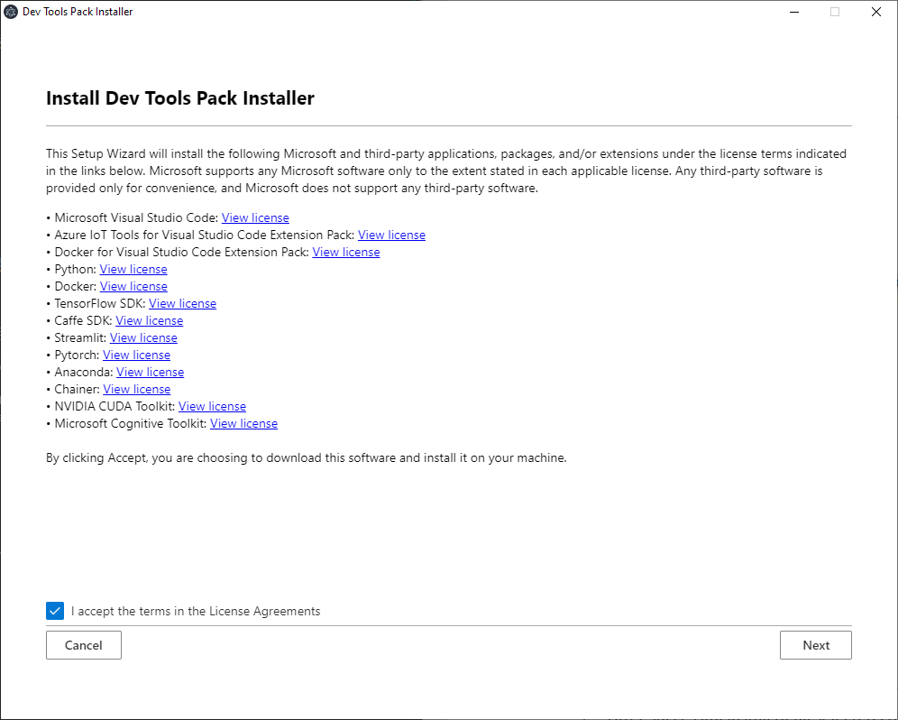 Dev Tools Pack Installer
Install Dev Tools Pack Installer
This Setup Wizard will install the following Microsoft and third-party applications, packages, and/or extensions under the license terms indicated
in the links below. Microsoft supports any Microsoft software only to the extent stated in each applicable license. Any third-party software is
provided only for convenience, and Microsoft does not support any third-party software.
• Microsoft Visual Studio Code: View license
• Azure IoT Tools for Visual Studio Code Extension Pack: View license
• Docker for Visual Studio Code Extension Pack: View license
• Python: View license
• Docker: View license
• TensorFlow SDK: View license
• Caffe SDK: View license
• Streamlit: View license
• Pytorch: View license
• Anaconda: View license
• Chainer: View license
• NVIDIA CUDA Toolkit: View license
• Microsoft Cognitive Toolkit: View license
By clicking Accept, you are choosing to download this software and install it on your machine.
I accept the terms in the License Agreements
Cancel
Next